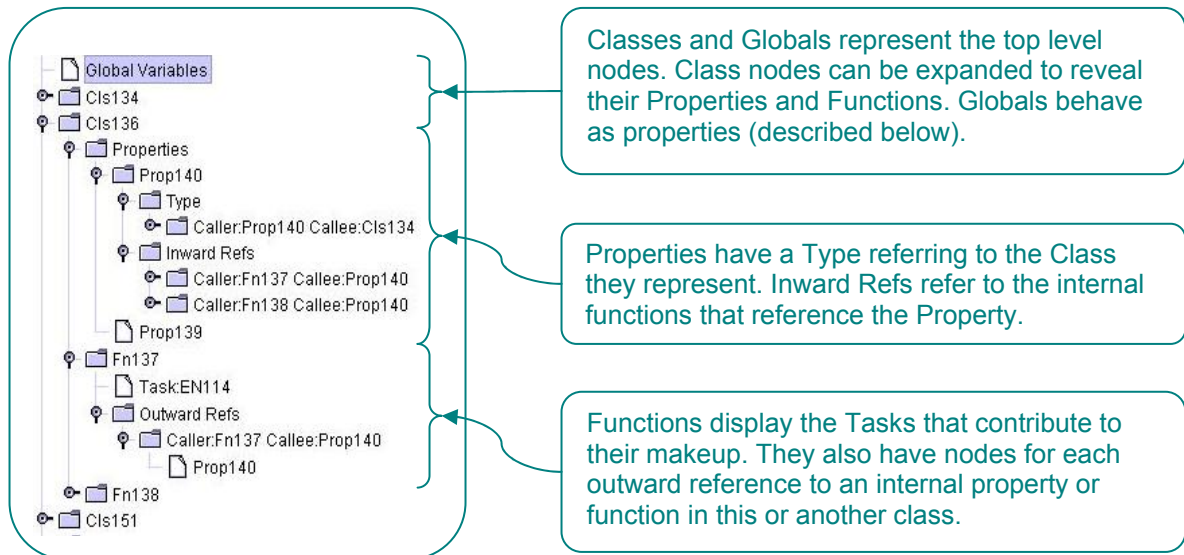 Global Variables
Cls134
Cls136
Properties
Prop140
Type
Caller:Prop140 Callee:Cls134
Inward Refs
Caller:Fn137 Callee:Prop140
Caller:Fn138 Callee:Prop140
Prop139
Fn137
Task:EN114
Outward Refs
Caller:Fn137 Callee:Prop140
Prop140
Fn138
Cls151
Classes and Globals represent the top level
nodes. Class nodes can be expanded to reveal
their Properties and Functions. Globals behave
as properties (described below).
Properties have a Type referring to the Class
they represent. Inward Refs refer to the internal
functions that reference the Property.
Functions display the Tasks that contribute to
their makeup. They also have nodes for each
outward reference to an internal property or
function in this or another class.